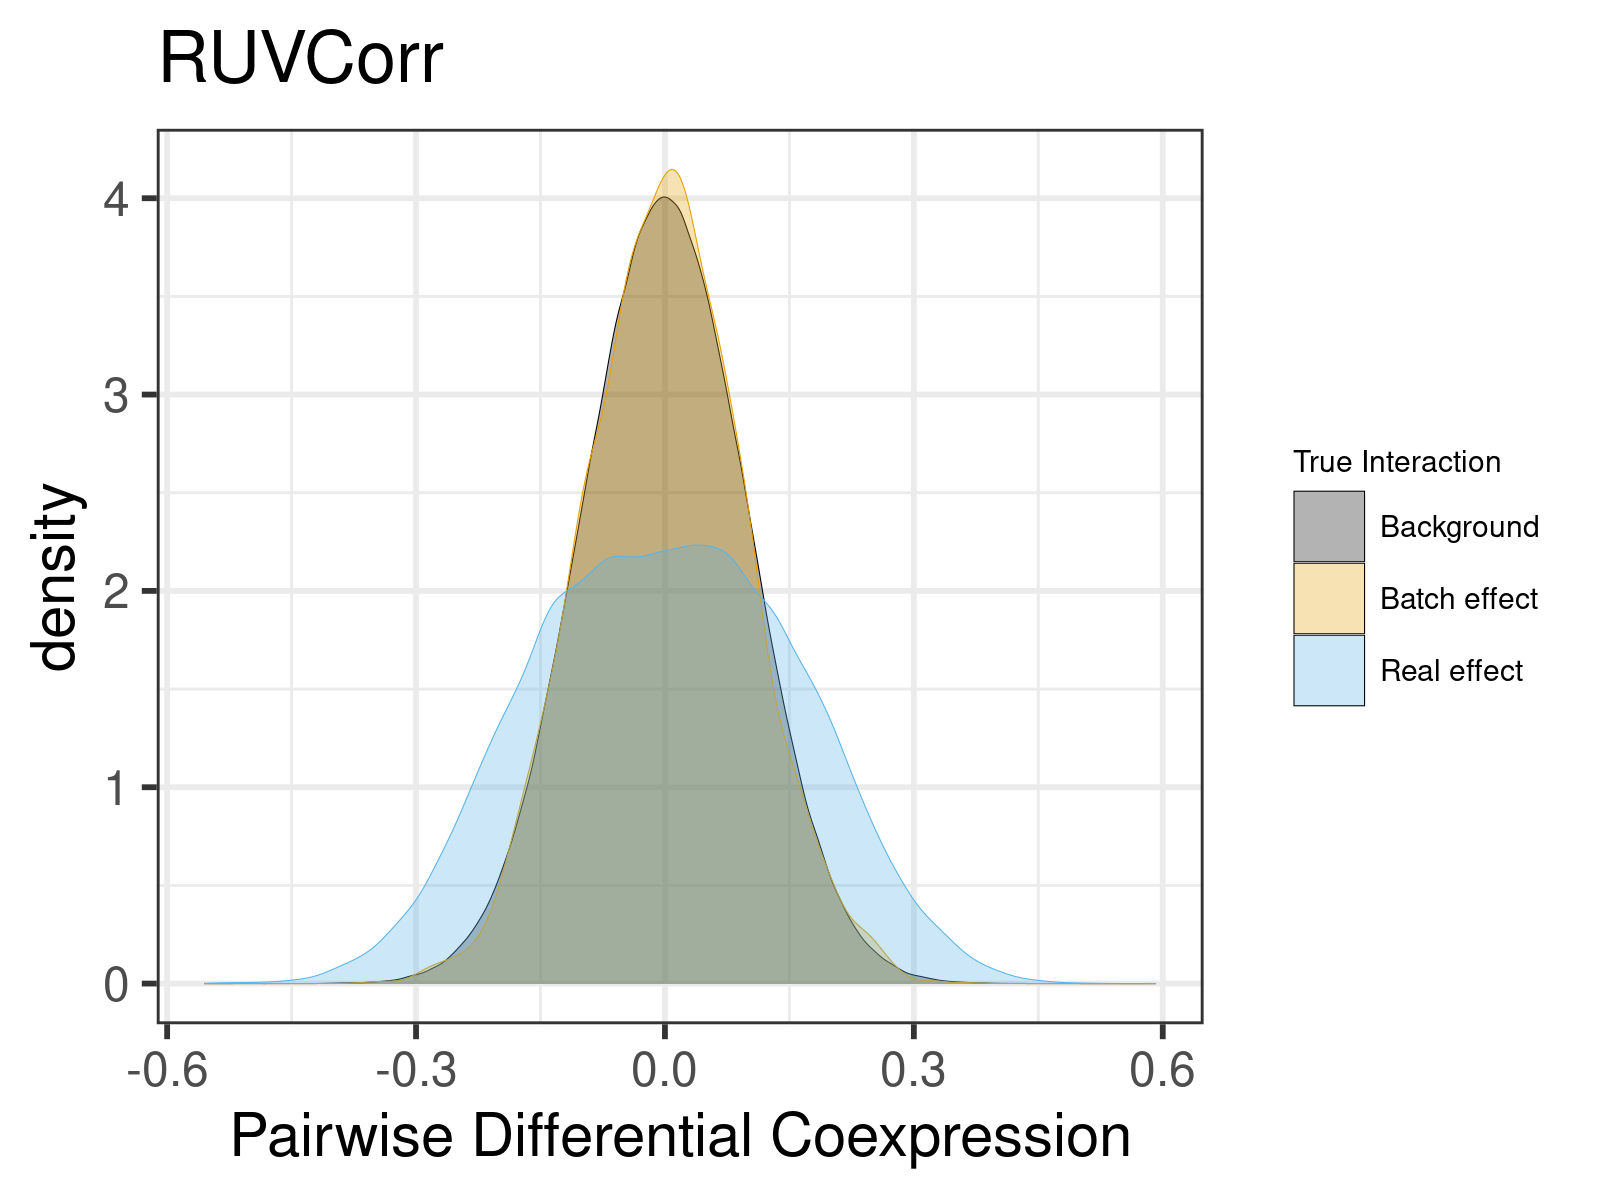 RUVCorr
4
3
2
1
0
density
-0.6
-0.3
0.0
0.3
0.6
Pairwise Differential Coexpression
True Interaction
Background
Batch effect
Real effect